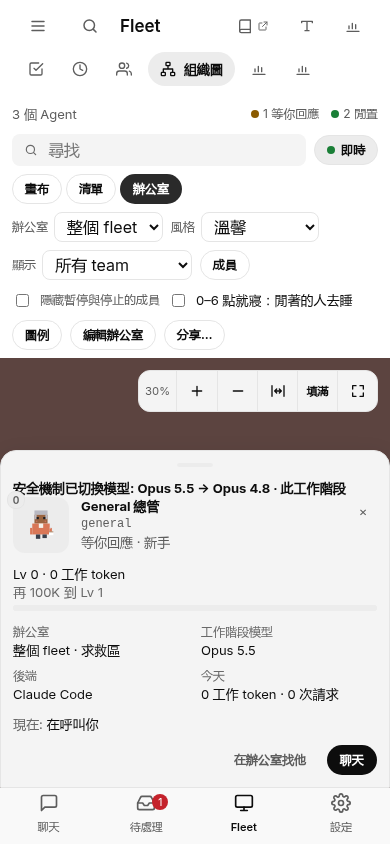 Fleet
組織圖
3 個 Agent
1 等你回應
2 閒置
尋找
即時
畫布
清單
辦公室
辦公室
整個 fleet
風格
溫馨
顯示
所有 team
成員
隱藏暫停與停止的成員
0–6 點就寢：閒著的人去睡
圖例
編輯辦公室
分享…
30%
填滿
安全機制已切換模型: Opus 5.5 → Opus 4.8 · 此工作階段
0
General 總管
general
等你回應 · 新手
×
Lv 0 · 0 工作 token
再 100K 到 Lv 1
辦公室
工作階段模型
整個 fleet · 求救區
Opus 5.5
後端
今天
Claude Code
0 工作 token · 0 次請求
現在: 在呼叫你
在辦公室找他
聊天
1
聊天
待處理
Fleet
設定